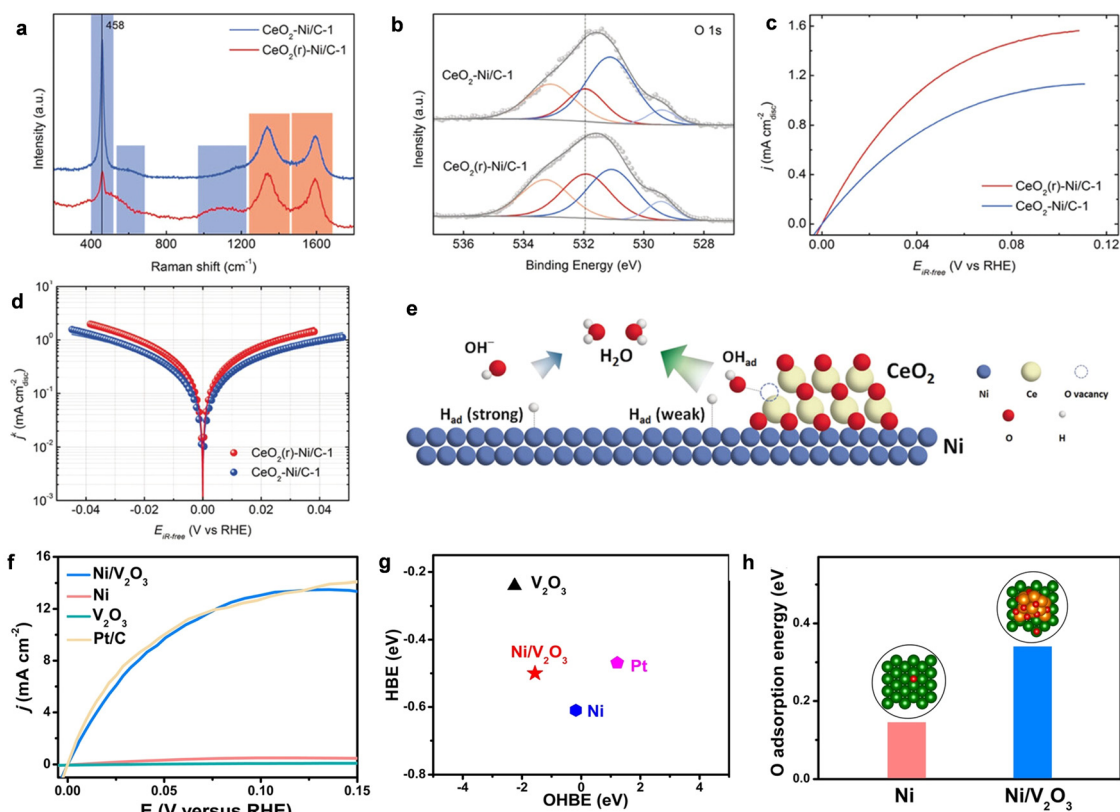 a
458
CeO₂-Ni/C-1
CeO₂(r)-Ni/C-1
Intensity (a.u.)
400 800 1200 1600
Raman shift (cm⁻¹)
b
O 1s
CeO₂-Ni/C-1
CeO₂(r)-Ni/C-1
Inensity (a.u.)
536 534 532 530 528
Binding Energy (eV)
c
1.6
1.2
0.8
0.4
0.0
j (mA cm⁻²disc)
CeO₂(r)-Ni/C-1
CeO₂-Ni/C-1
0.00 0.04 0.08 0.12
E_iR-free (V vs RHE)
d
10¹
10⁰
10⁻¹
10⁻²
10⁻³
jᵏ (mA cm⁻²disc)
CeO₂(r)-Ni/C-1
CeO₂-Ni/C-1
-0.04 -0.02 0.00 0.02 0.04
E_iR-free (V vs RHE)
e
OH⁻
H₂O
OHad
CeO₂
Had (strong)
Had (weak)
Ni
Ni Ce O vacancy
O H
f
16
12
8
4
0
j (mA cm⁻²)
Ni/V₂O₃
Ni
V₂O₃
Pt/C
0.00 0.05 0.10 0.15
E (V versus RHE)
g
-0.2
-0.4
-0.6
-0.8
HBE (eV)
V₂O₃
Ni/V₂O₃
Pt
Ni
-4 -2 0 2 4
OHBE (eV)
h
0.4
0.2
0.0
O adsorption energy (eV)
Ni Ni/V₂O₃